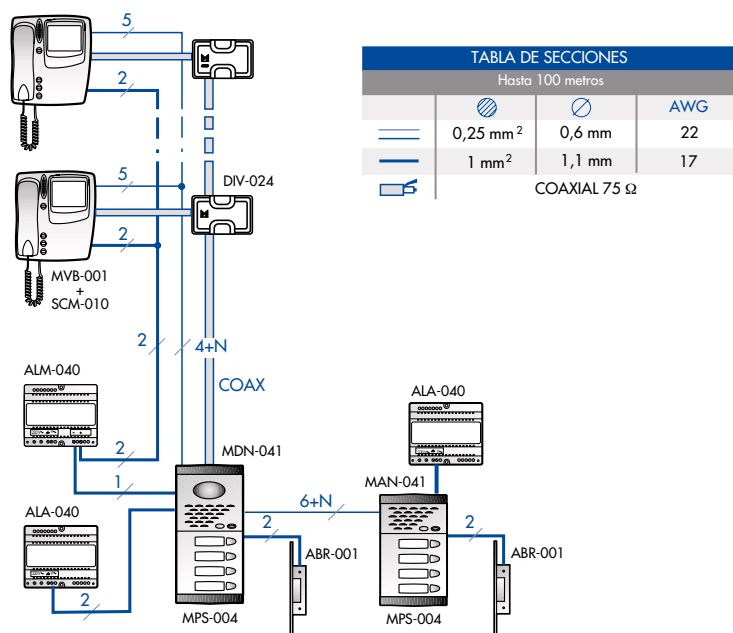 5
2
TABLA DE SECCIONES
Hasta 100 metros
AWG
0,25 mm²
0,6 mm
22
1 mm²
1,1 mm
17
COAXIAL 75 Ω
DIV-024
5
2
MVB-001
+
SCM-010
2
4+N
COAX
ALM-040
2
1
MDN-041
ALA-040
MAN-041
6+N
ALA-040
2
2
ABR-001
2
ABR-001
MPS-004
MPS-004